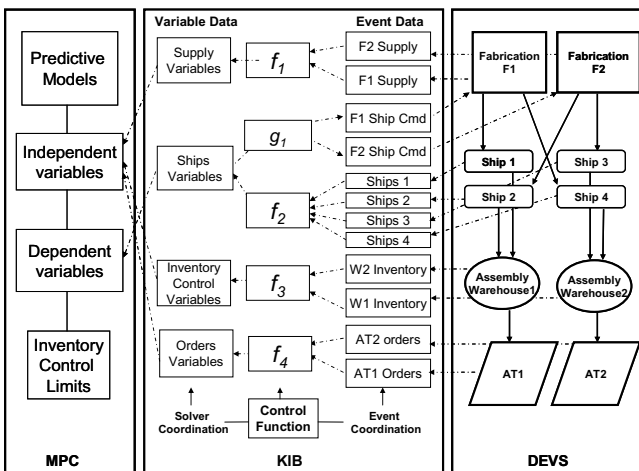 Variable Data
Event Data
Predictive
Models
Independent
variables
Dependent
variables
Inventory
Control
Limits
MPC
Supply
Variables
f1
F2 Supply
F1 Supply
g1
F1 Ship Cmd
F2 Ship Cmd
Ships
Variables
f2
Ships 1
Ships 2
Ships 3
Ships 4
Inventory
Control
Variables
f3
W2 Inventory
W1 Inventory
Orders
Variables
f4
AT2 orders
AT1 Orders
Solver
Coordination
Control
Function
Event
Coordination
KIB
Fabrication
F1
Fabrication
F2
Ship 1
Ship 3
Ship 2
Ship 4
Assembly
Warehouse1
Assembly
Warehouse2
AT1
AT2
DEVS